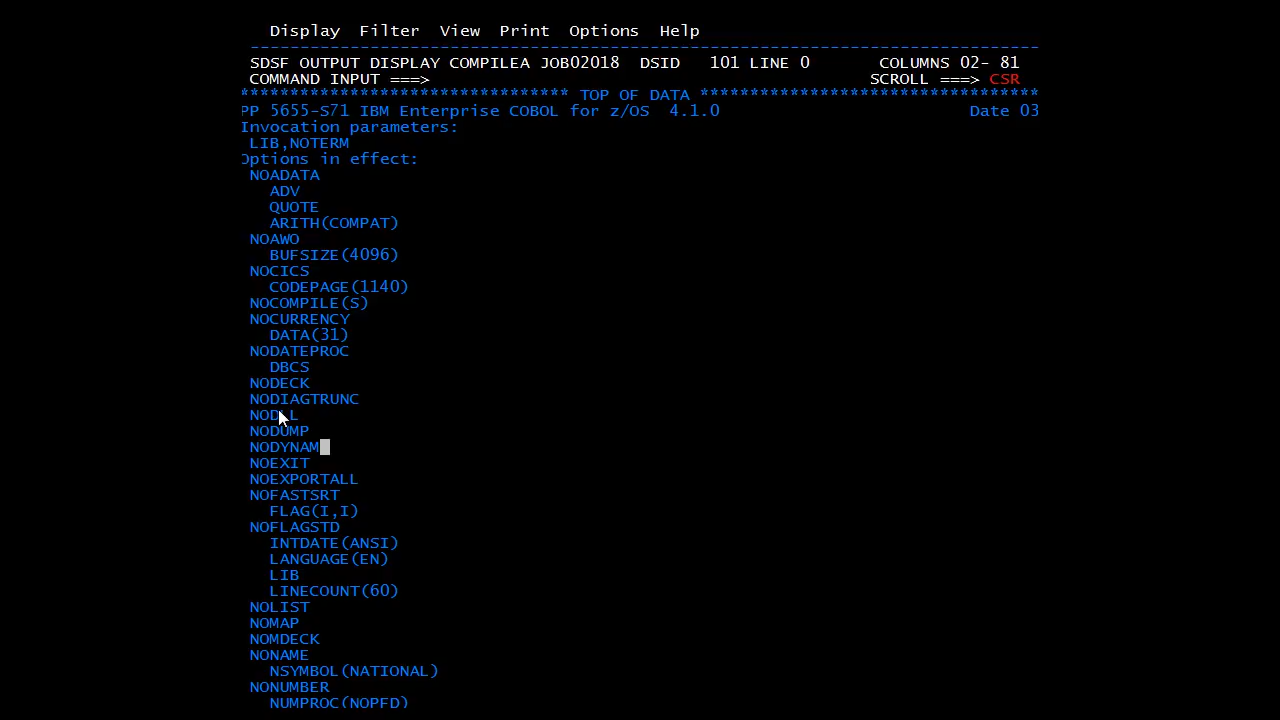 Display  Filter  View  Print  Options  Help
-------------------------------------------------------------------------------
SDSF OUTPUT DISPLAY COMPILEA JOB02018  DSID   101 LINE 0       COLUMNS 02- 81
COMMAND INPUT ===>                                            SCROLL ===> CSR
********************************* TOP OF DATA **********************************
PP 5655-S71 IBM Enterprise COBOL for z/OS  4.1.0                         Date 03
Invocation parameters:
 LIB,NOTERM
Options in effect:
 NOADATA
   ADV
   QUOTE
   ARITH(COMPAT)
 NOAWO
   BUFSIZE(4096)
 NOCICS
   CODEPAGE(1140)
 NOCOMPILE(S)
 NOCURRENCY
   DATA(31)
 NODATEPROC
   DBCS
 NODECK
 NODIAGTRUNC
 NODLL
 NODUMP
 NODYNAM
 NOEXIT
 NOEXPORTALL
 NOFASTSRT
   FLAG(I,I)
 NOFLAGSTD
   INTDATE(ANSI)
   LANGUAGE(EN)
   LIB
   LINECOUNT(60)
 NOLIST
 NOMAP
 NOMDECK
 NONAME
   NSYMBOL(NATIONAL)
 NONUMBER
   NUMPROC(NOPFD)